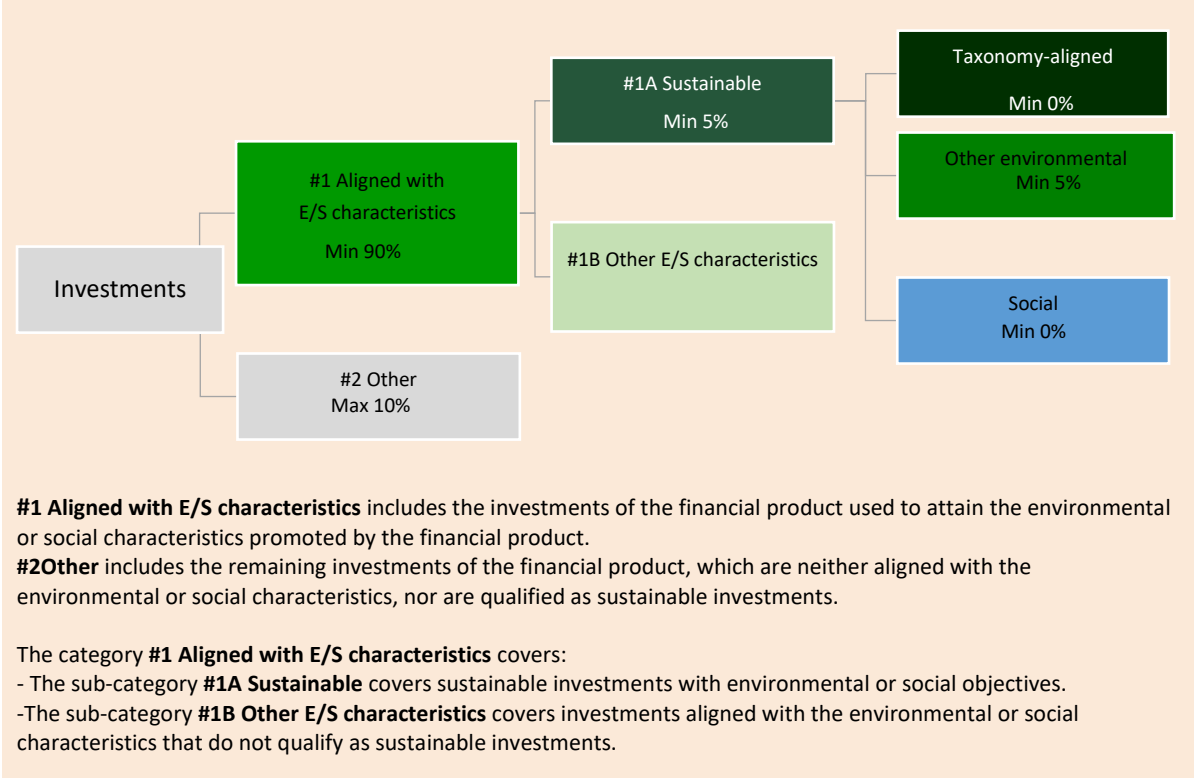 Investments
#1 Aligned with
E/S characteristics
Min 90%
#2 Other
Max 10%
#1A Sustainable
Min 5%
#1B Other E/S characteristics
Taxonomy-aligned
Min 0%
Other environmental
Min 5%
Social
Min 0%
#1 Aligned with E/S characteristics includes the investments of the financial product used to attain the environmental
or social characteristics promoted by the financial product.
#2Other includes the remaining investments of the financial product, which are neither aligned with the
environmental or social characteristics, nor are qualified as sustainable investments.
The category #1 Aligned with E/S characteristics covers:
- The sub-category #1A Sustainable covers sustainable investments with environmental or social objectives.
-The sub-category #1B Other E/S characteristics covers investments aligned with the environmental or social
characteristics that do not qualify as sustainable investments.